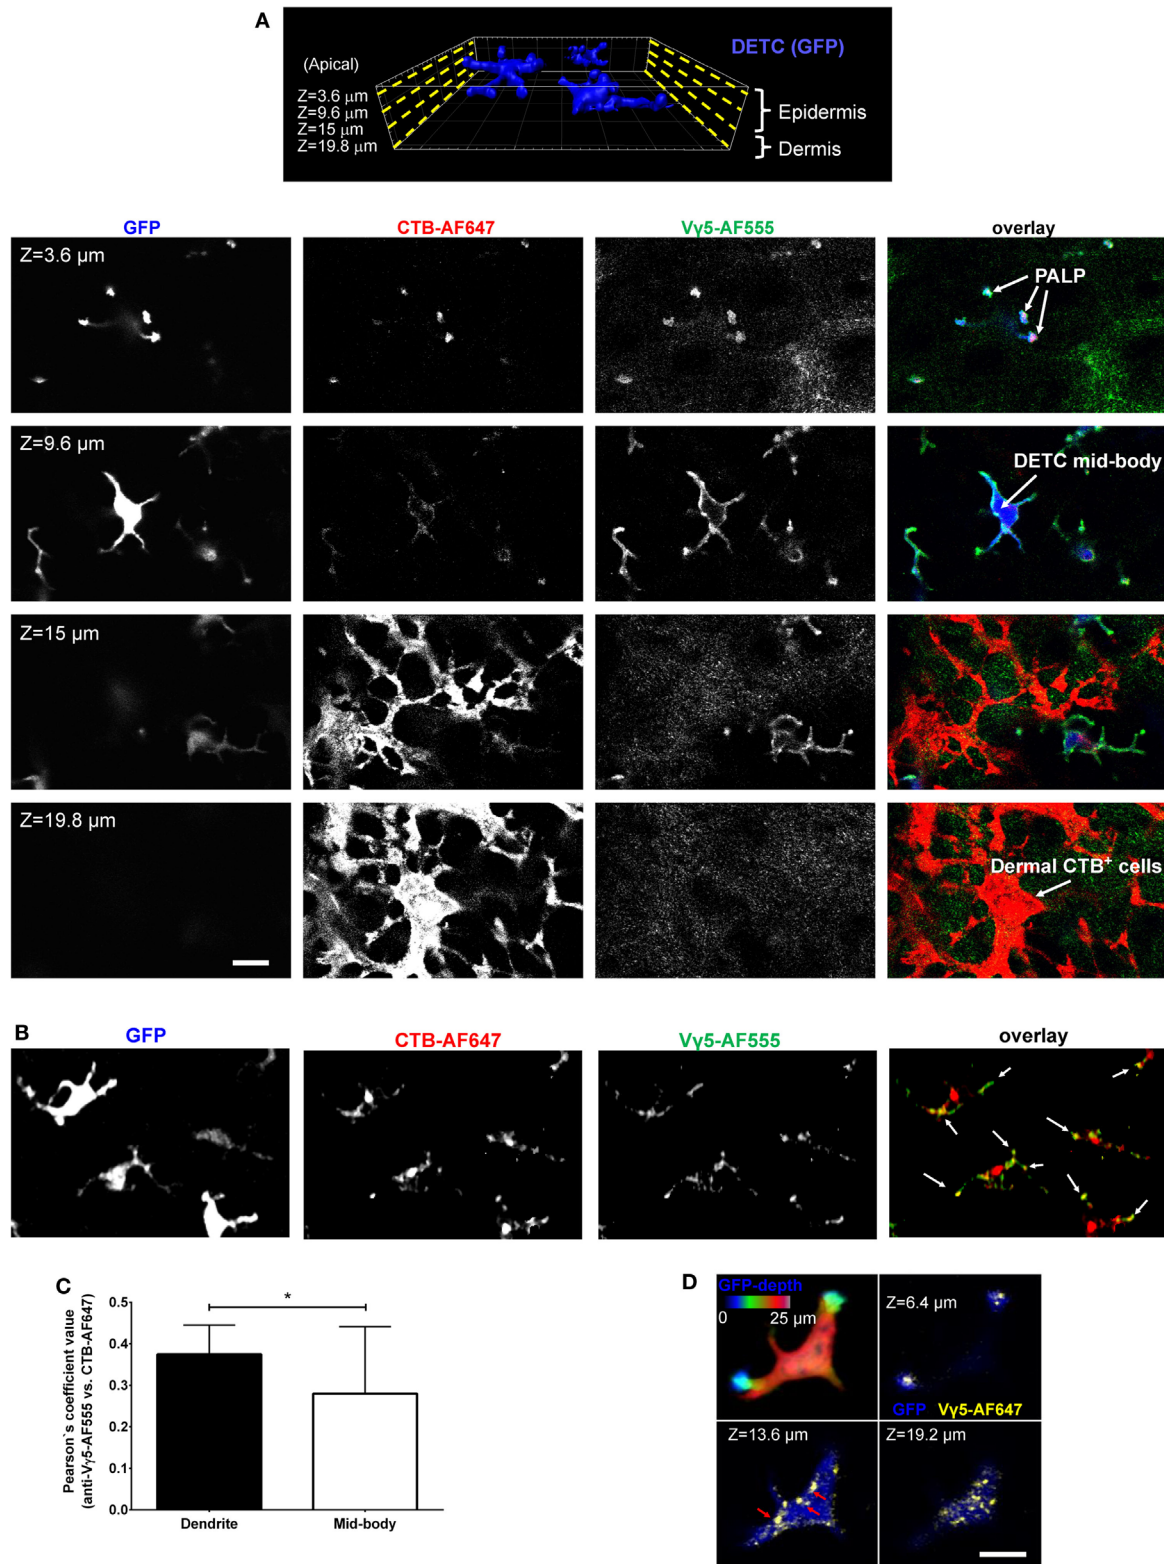 A
DETC (GFP)
(Apical)
Z=3.6 μm
Z=9.6 μm
Z=15 μm
Z=19.8 μm
Epidermis
Dermis
GFP
CTB-AF647
Vγ5-AF555
overlay
Z=3.6 μm
PALP
Z=9.6 μm
DETC mid-body
Z=15 μm
Z=19.8 μm
Dermal CTB⁺ cells
B
GFP
CTB-AF647
Vγ5-AF555
overlay
C
Pearson`s coefficient value
(anti-Vγ5-AF555 vs. CTB-AF647)
0.5
0.4
0.3
0.2
0.1
0.0
*
Dendrite
Mid-body
D
GFP-depth
0 25 μm
Z=6.4 μm
GFP Vγ5-AF647
Z=13.6 μm
Z=19.2 μm